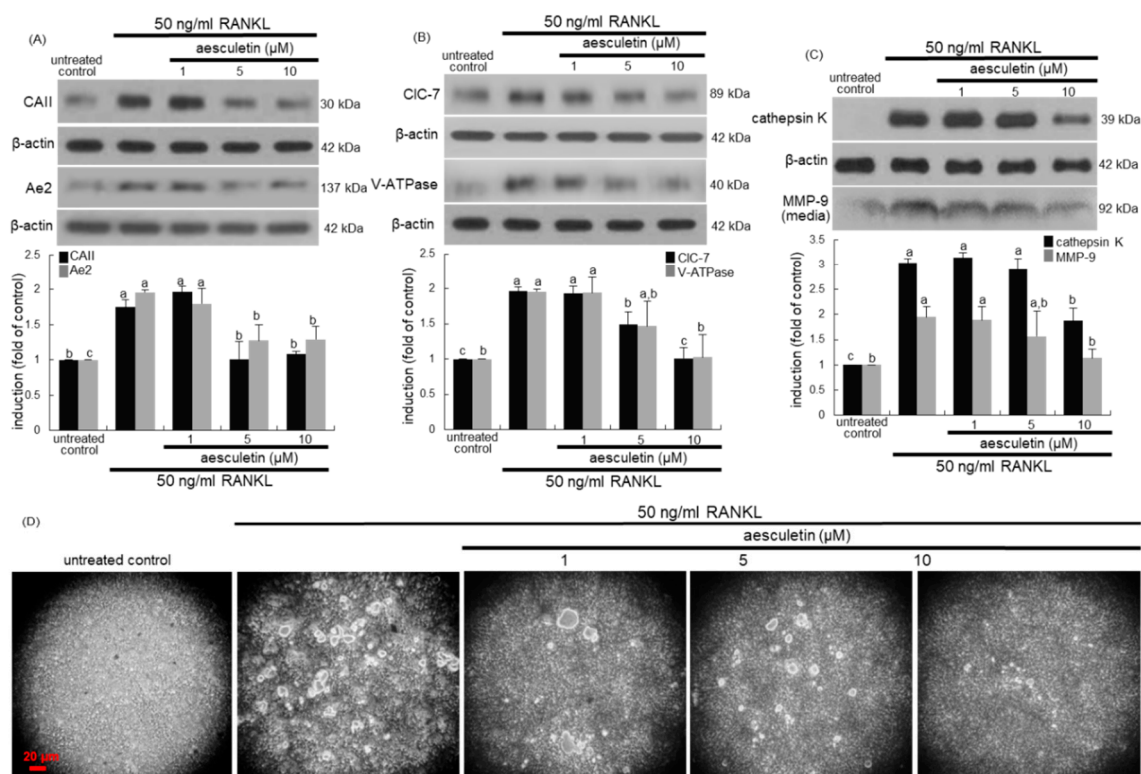 (A)
50 ng/ml RANKL
untreated control
aesculetin (µM)
1 5 10
CAII 30 kDa
β-actin 42 kDa
Ae2 137 kDa
β-actin 42 kDa
induction (fold of control)
2.5
2
1.5
1
0.5
0
CAII
Ae2
b c a a a a b b b b
untreated control
1 5 10
aesculetin (µM)
50 ng/ml RANKL
(B)
50 ng/ml RANKL
untreated control
aesculetin (µM)
1 5 10
ClC-7 89 kDa
β-actin 42 kDa
V-ATPase 40 kDa
β-actin 42 kDa
induction (fold of control)
2.5
2
1.5
1
0.5
0
ClC-7
V-ATPase
c b a a a a b a,b c b
untreated control
1 5 10
aesculetin (µM)
50 ng/ml RANKL
(C)
50 ng/ml RANKL
untreated control
aesculetin (µM)
1 5 10
cathepsin K 39 kDa
β-actin 42 kDa
MMP-9 (media) 92 kDa
induction (fold of control)
3.5
3
2.5
2
1.5
1
0.5
0
cathepsin K
MMP-9
c b a a a a a a,b b b
untreated control
1 5 10
aesculetin (µM)
50 ng/ml RANKL
(D)
50 ng/ml RANKL
untreated control
aesculetin (µM)
1 5 10
20 µm